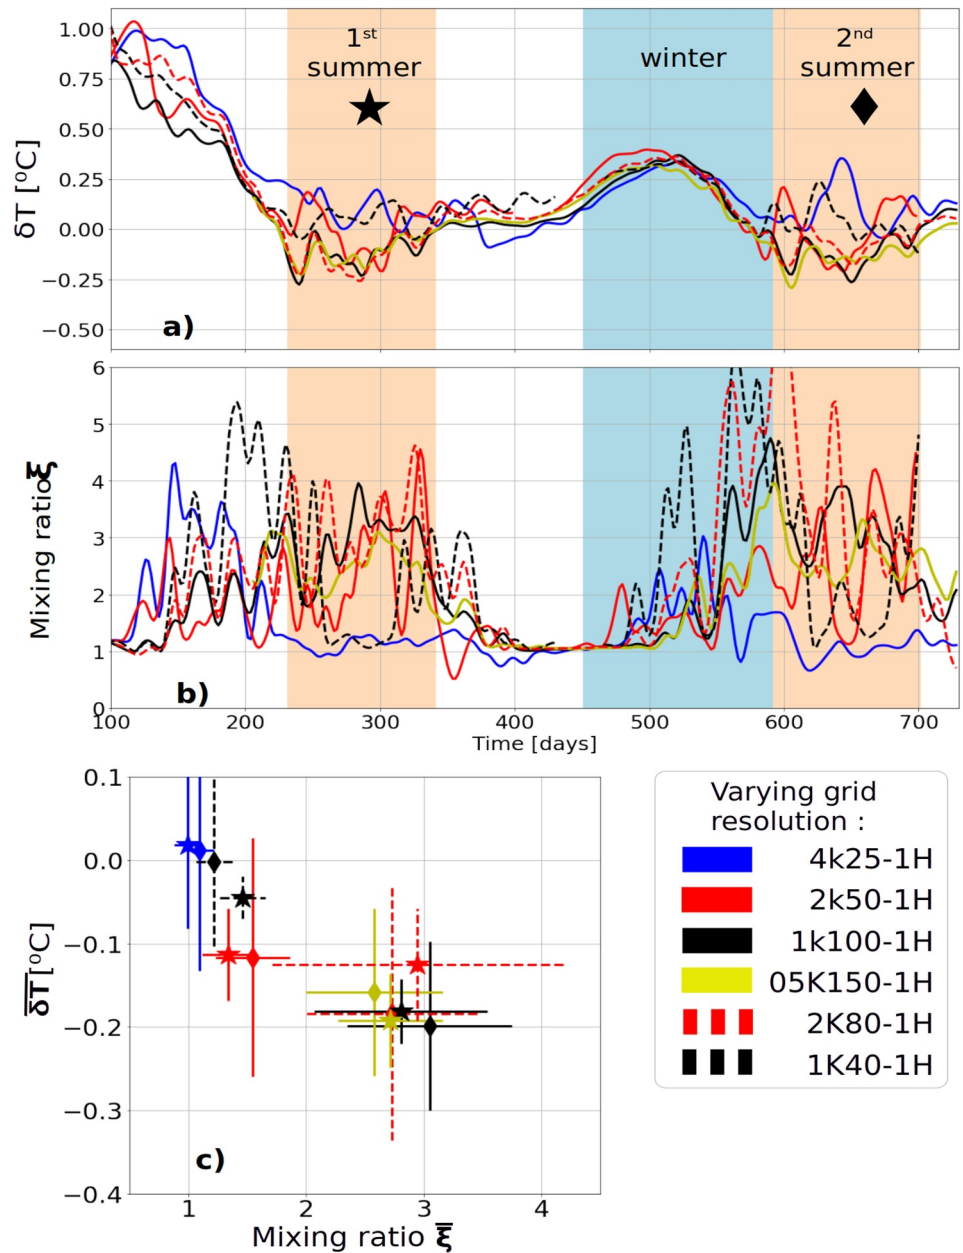 1st
summer
winter
2nd
summer
δT [⁰C]
1.00
0.75
0.50
0.25
0.00
−0.25
−0.50
a)
Mixing ratio ξ
6
5
4
3
2
1
0
b)
100
200
300
400
500
600
700
Time [days]
δT [⁰C]
0.1
0.0
−0.1
−0.2
−0.3
−0.4
c)
1
2
3
4
Mixing ratio ξ
Varying grid
resolution :
4k25-1H
2k50-1H
1k100-1H
05K150-1H
2K80-1H
1K40-1H